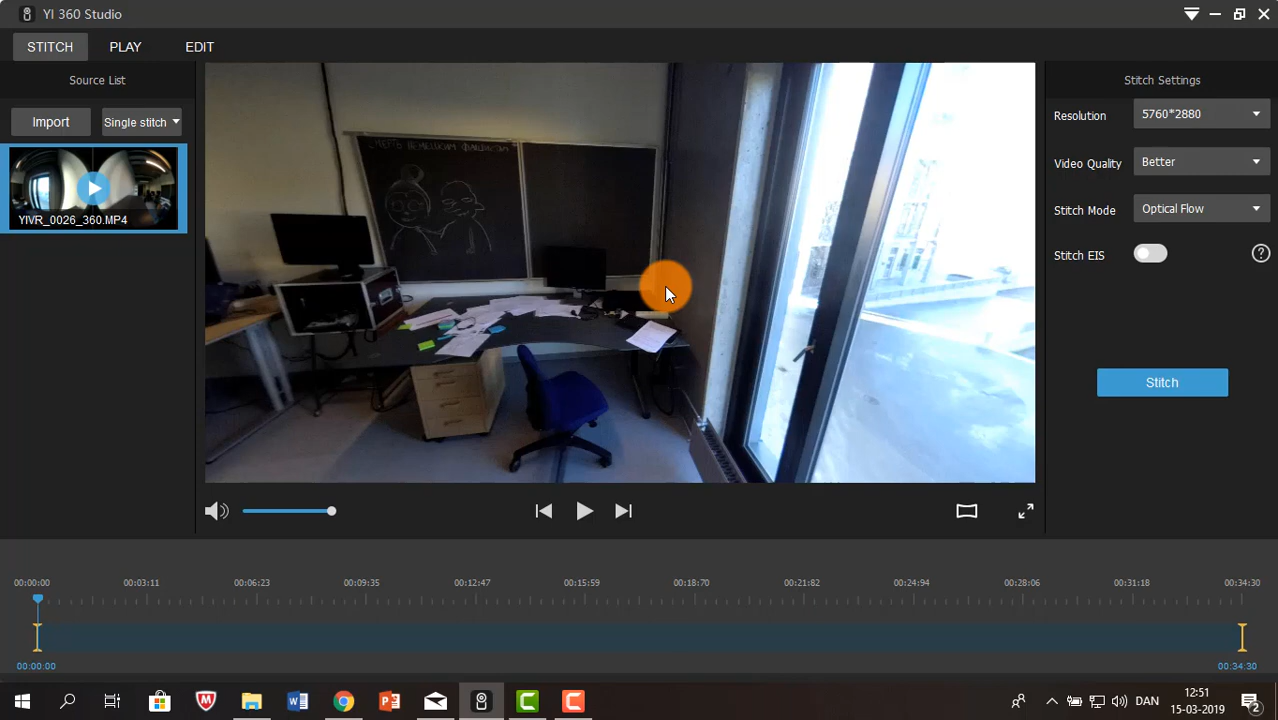 YI 360 Studio
STITCH PLAY EDIT
Source List
Import Single stitch
YIVR_0026_360.MP4
СМЕРТЬ НЕМЕЦКИМ ФАШИСТАМ
Stitch Settings
Resolution 5760*2880
Video Quality Better
Stitch Mode Optical Flow
Stitch EIS ?
Stitch
00:00:00 00:03:11 00:06:23 00:09:35 00:12:47 00:15:59 00:18:70 00:21:82 00:24:94 00:28:06 00:31:18 00:34:30
00:00:00 00:34:30
DAN
12:51
15-03-2019
2